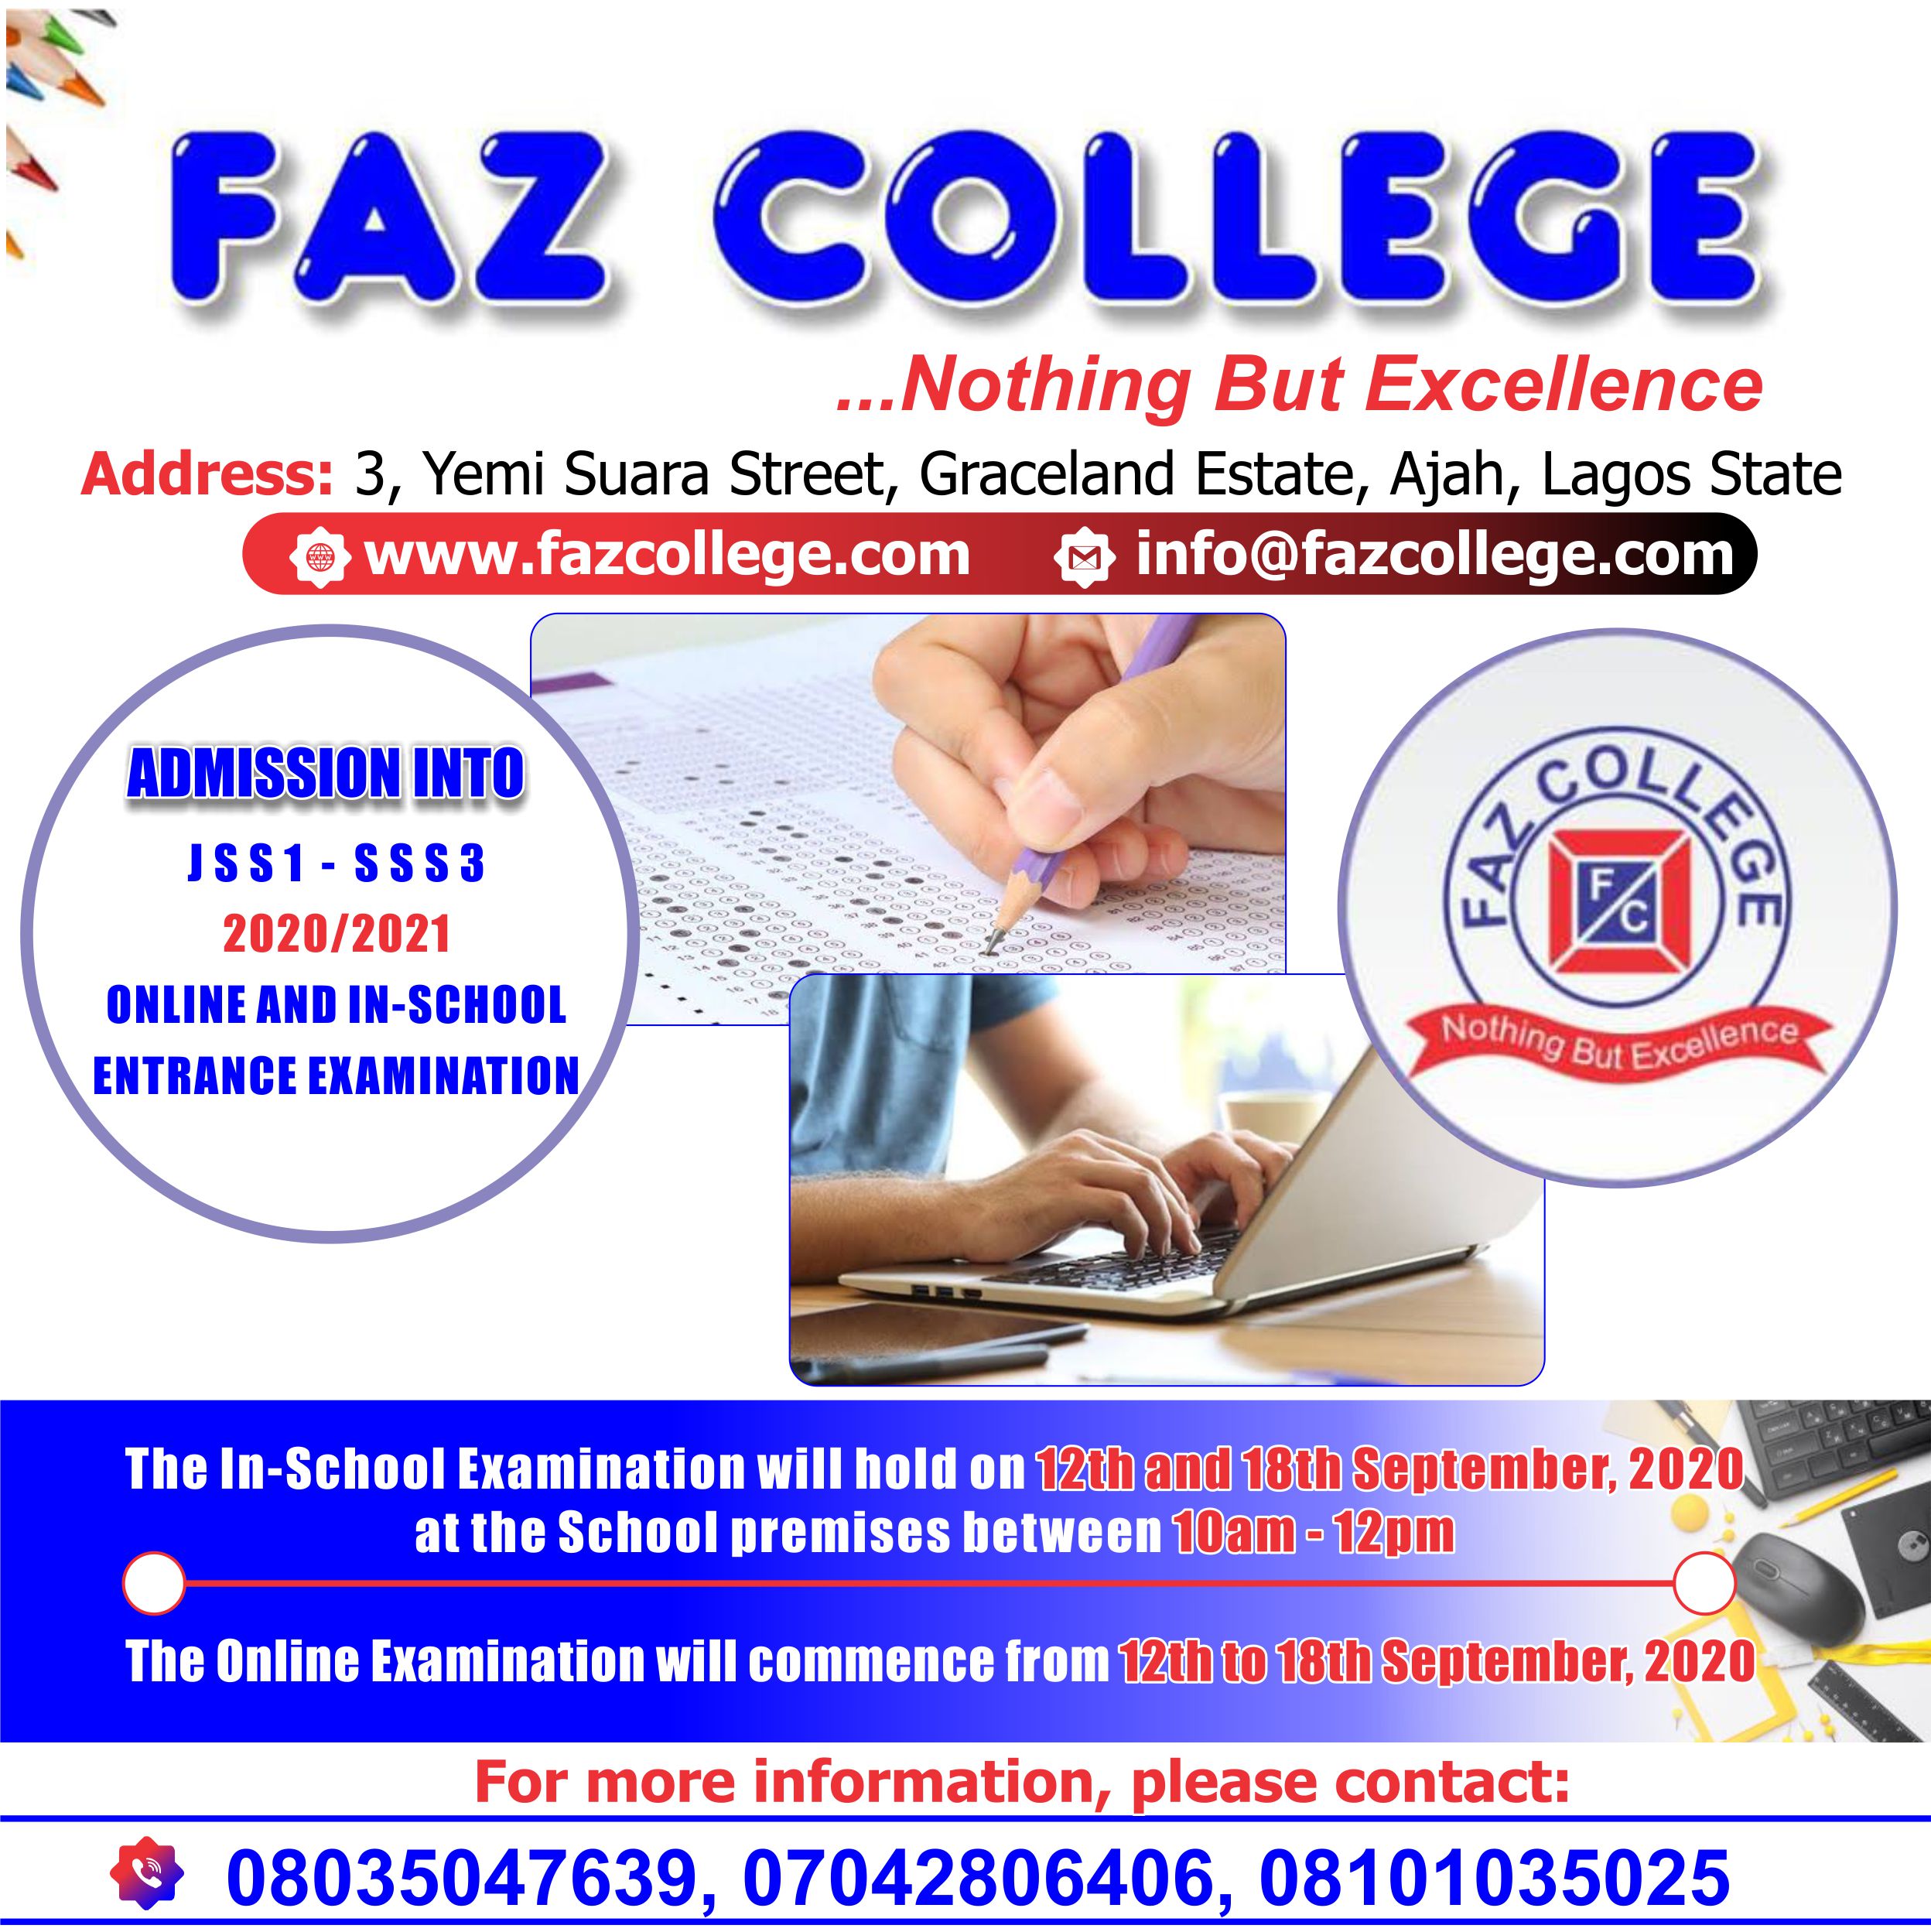 FAZ COLLEGE
...Nothing But Excellence
Address: 3, Yemi Suara Street, Graceland Estate, Ajah, Lagos State
www.fazcollege.com info@fazcollege.com
ADMISSION INTO
JSS1 - SSS3
2020/2021
ONLINE AND IN-SCHOOL
ENTRANCE EXAMINATION
FAZ COLLEGE
F/C
Nothing But Excellence
The In-School Examination will hold on 12th and 18th September, 2020
at the School premises between 10am - 12pm
The Online Examination will commence from 12th to 18th September, 2020
For more information, please contact:
08035047639, 07042806406, 08101035025